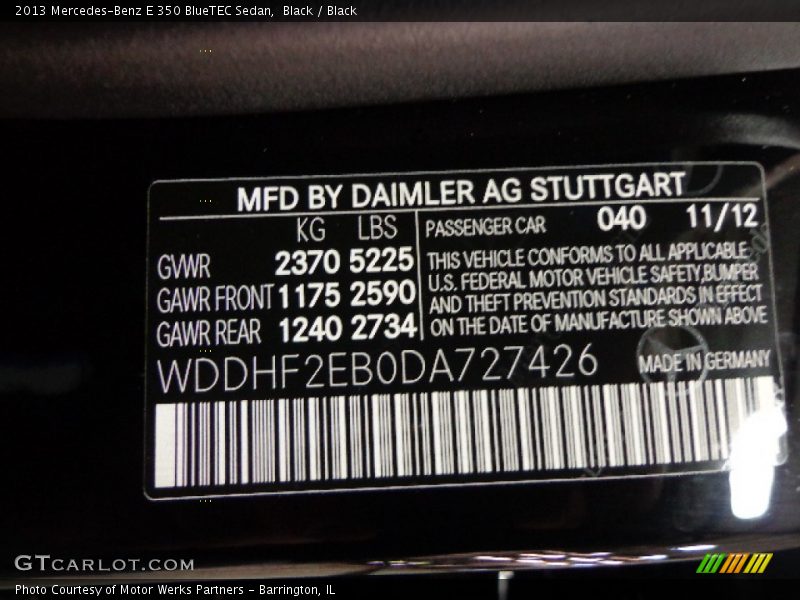 2013 Mercedes-Benz E 350 BlueTEC Sedan,  Black / Black
MFD BY DAIMLER AG STUTTGART
KG LBS
GVWR 2370 5225
GAWR FRONT 1175 2590
GAWR REAR 1240 2734
PASSENGER CAR 040 11/12
THIS VEHICLE CONFORMS TO ALL APPLICABLE
U.S. FEDERAL MOTOR VEHICLE SAFETY,BUMPER
AND THEFT PREVENTION STANDARDS IN EFFECT
ON THE DATE OF MANUFACTURE SHOWN ABOVE
WDDHF2EB0DA727426 MADE IN GERMANY
GTCARLOT.COM
Photo Courtesy of Motor Werks Partners - Barrington, IL